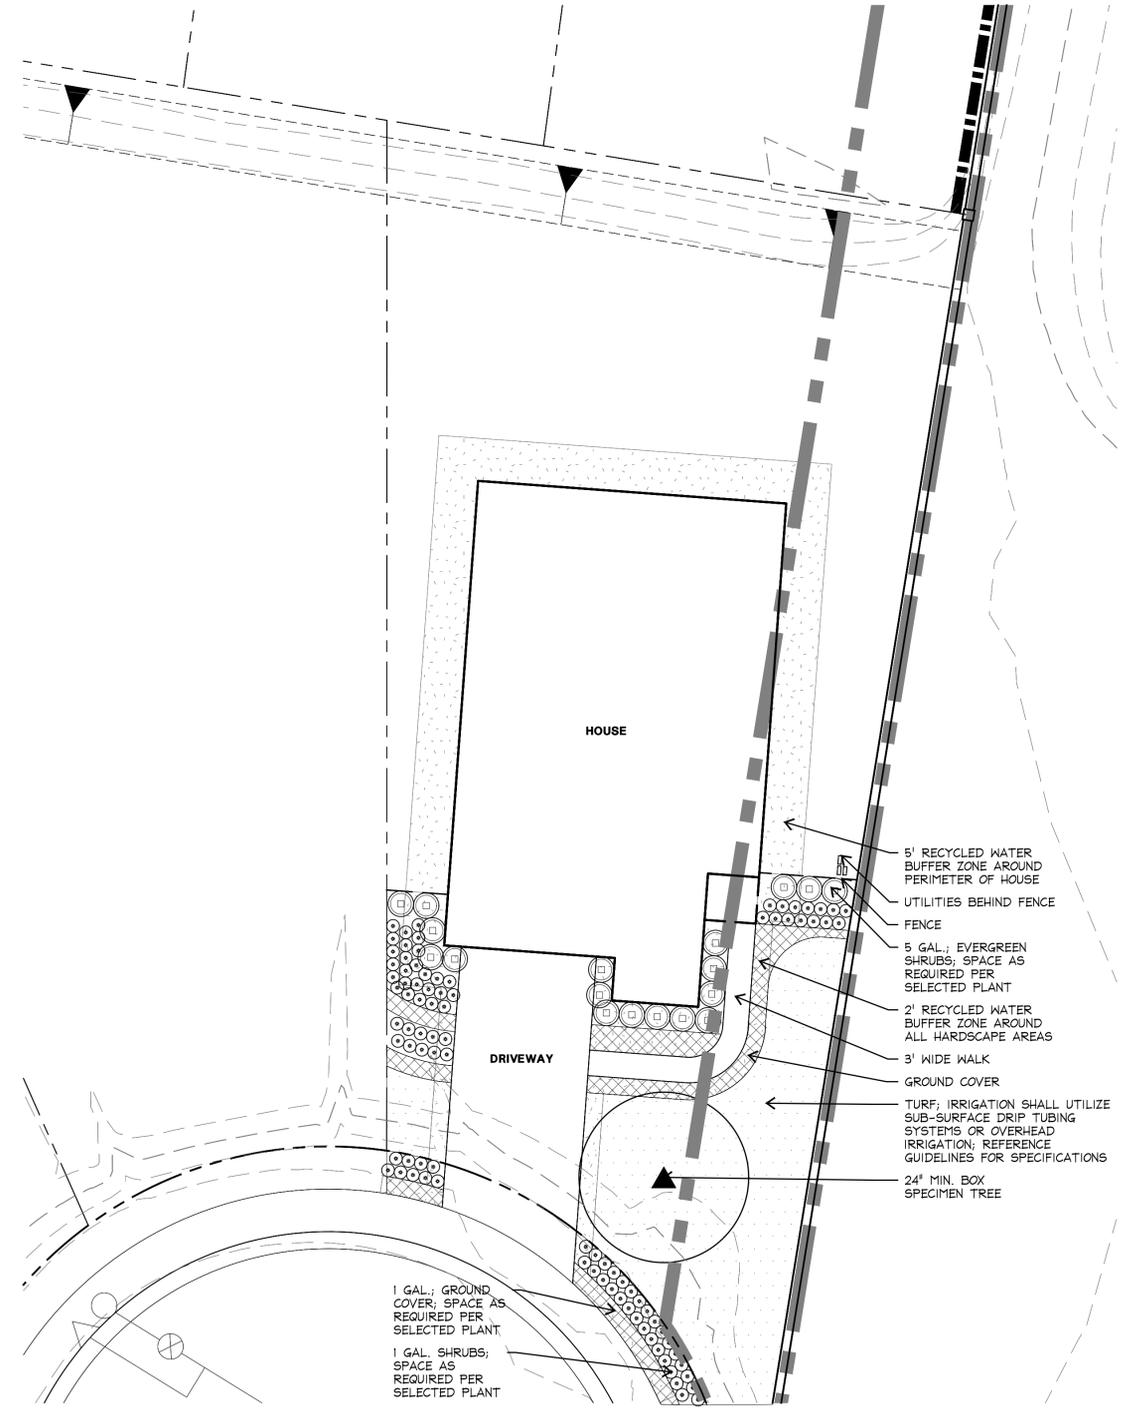 HOUSE
5' RECYCLED WATER
BUFFER ZONE AROUND
PERIMETER OF HOUSE
UTILITIES BEHIND FENCE
FENCE
5 GAL.; EVERGREEN
SHRUBS; SPACE AS
REQUIRED PER
SELECTED PLANT
2' RECYCLED WATER
BUFFER ZONE AROUND
ALL HARDSCAPE AREAS
3' WIDE WALK
DRIVEWAY
GROUND COVER
TURF; IRRIGATION SHALL UTILIZE
SUB-SURFACE DRIP TUBING
SYSTEMS OR OVERHEAD
IRRIGATION; REFERENCE
GUIDELINES FOR SPECIFICATIONS
24" MIN. BOX
SPECIMEN TREE
1 GAL.; GROUND
COVER; SPACE AS
REQUIRED PER
SELECTED PLANT
1 GAL. SHRUBS;
SPACE AS
REQUIRED PER
SELECTED PLANT